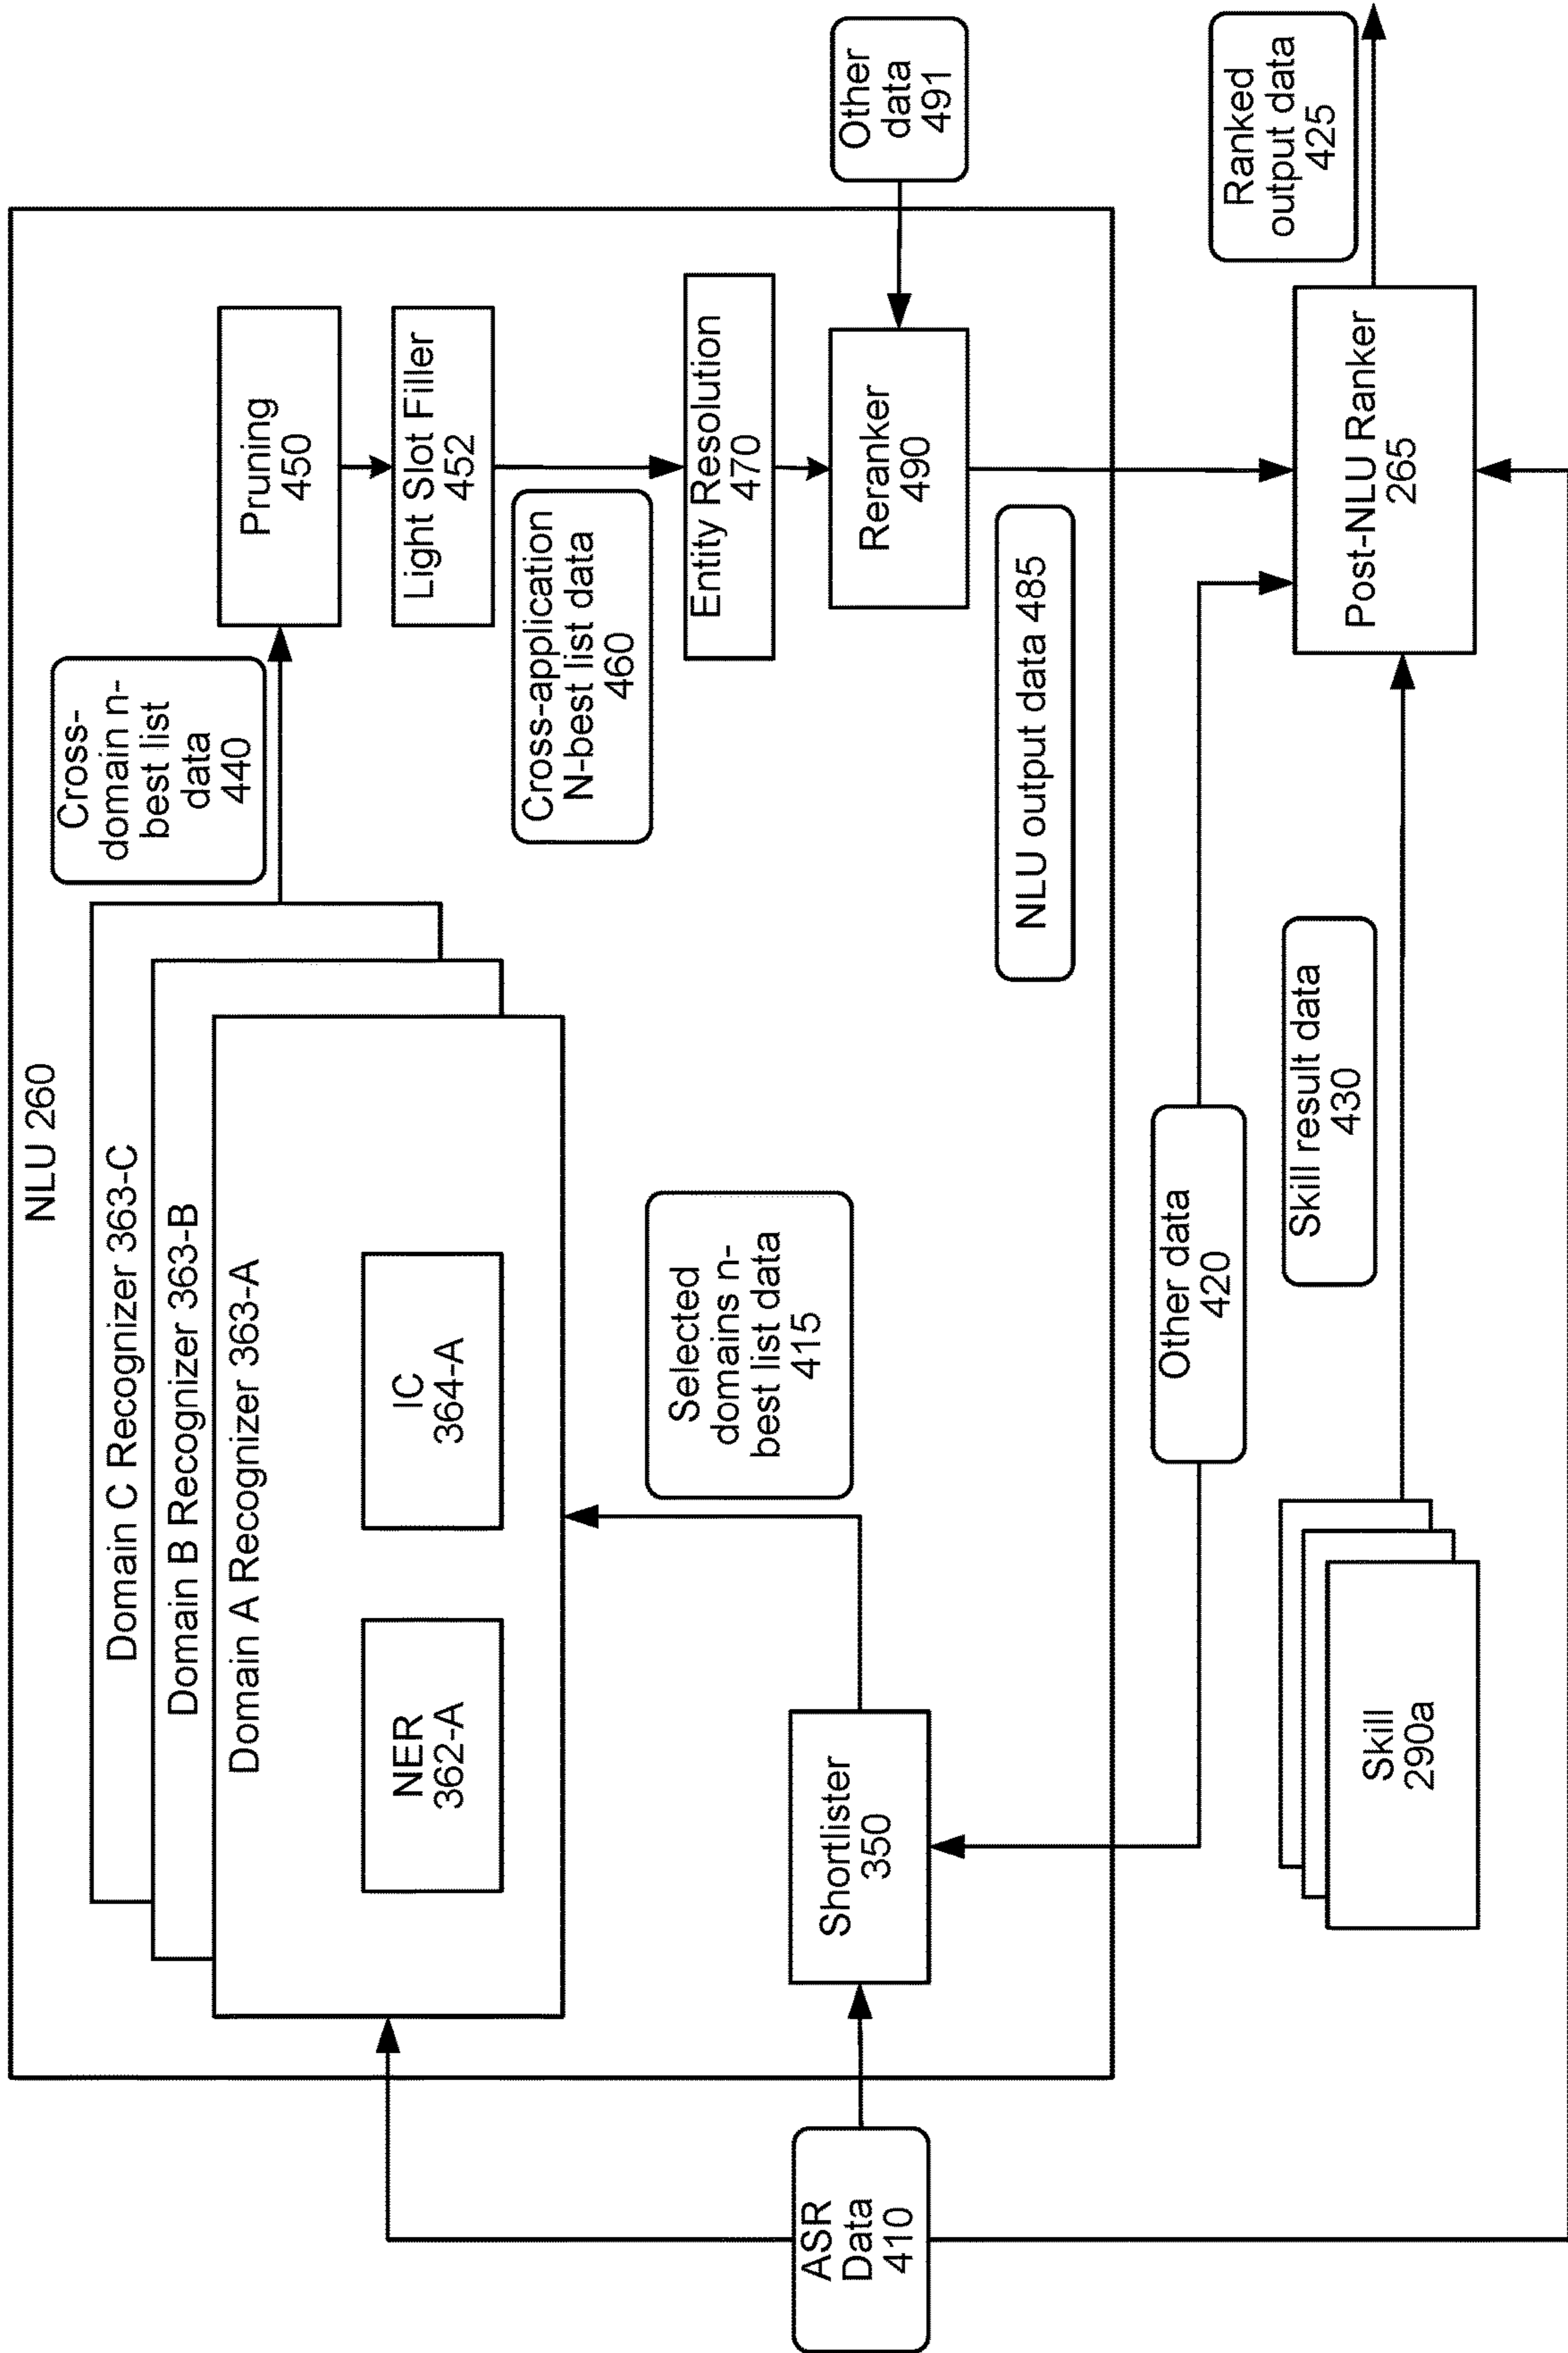 NLU 260
Domain C Recognizer 363-C
Domain B Recognizer 363-B
Domain A Recognizer 363-A
NER
362-A
IC
364-A
Cross-
domain n-
best list
data
440
Pruning
450
Light Slot Filler
452
Cross-application
N-best list data
460
Entity Resolution
470
Reranker
490
Other
data
491
NLU output data 485
Selected
domains n-
best list data
415
Shortlister
350
ASR
Data
410
Other data
420
Skill result data
430
Skill
290a
Post-NLU Ranker
265
Ranked
output data
425